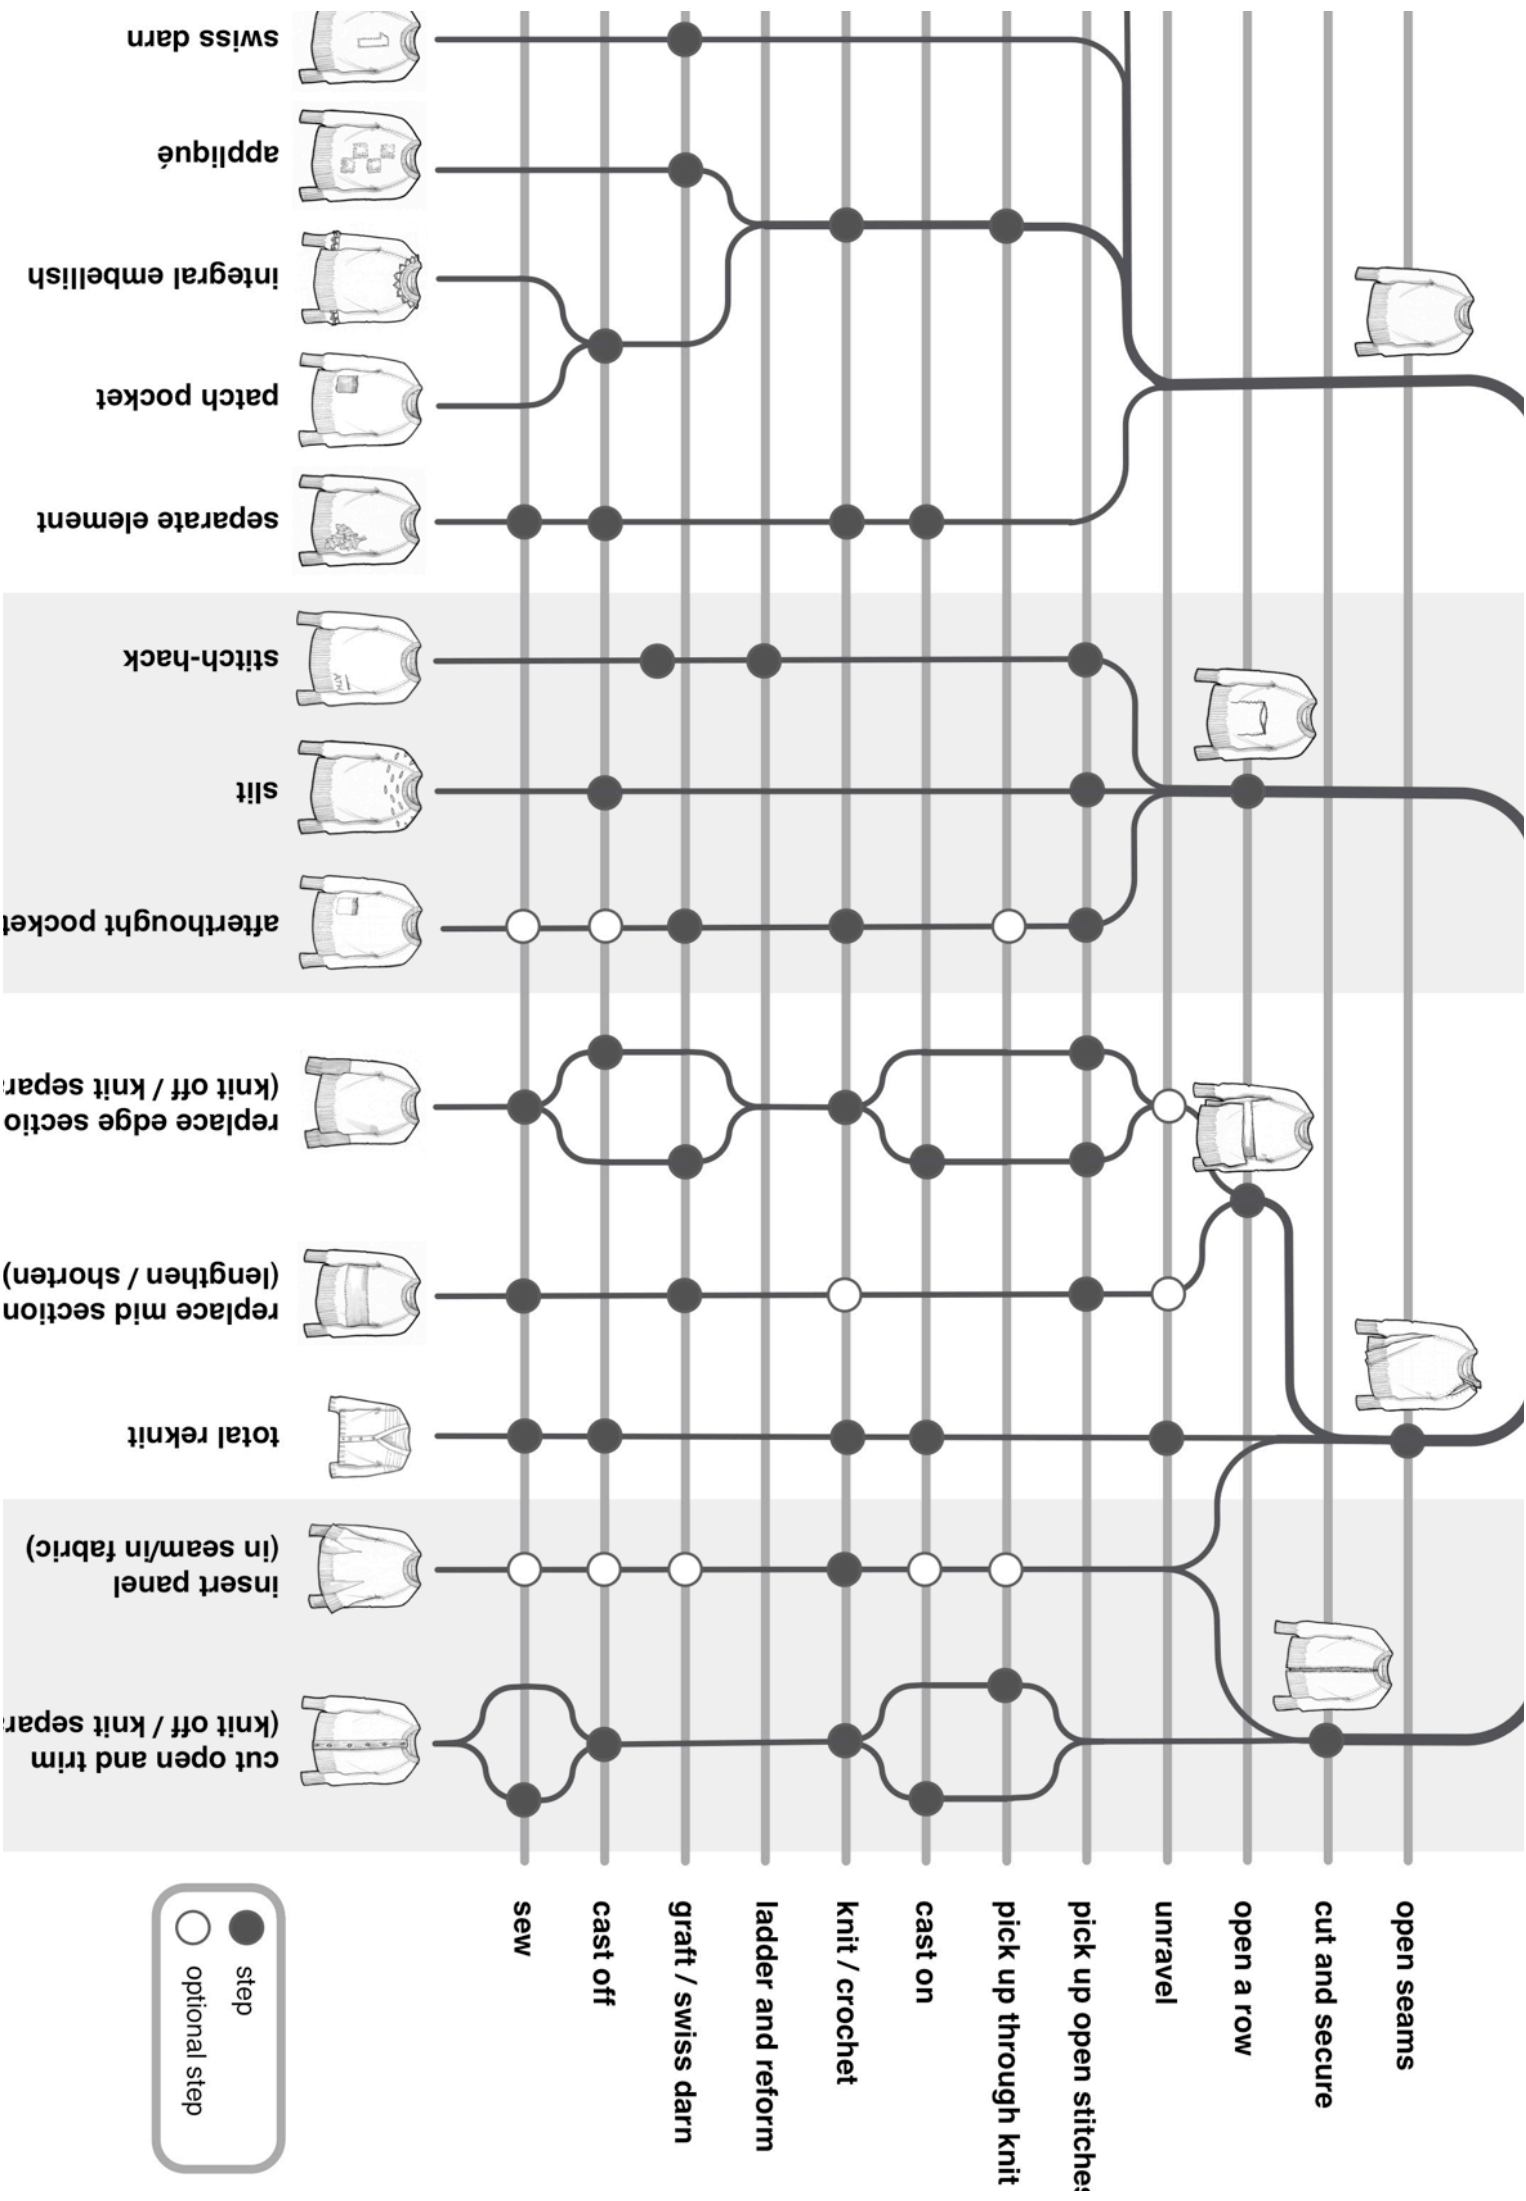 swiss darn
appliqué
integral embellish
patch pocket
separate element
stitch-hack
slit
afterthought pocket
replace edge sectio
(knit off / knit separa
replace mid section
(lengthen / shorten)
total reknit
insert panel
(in seam/in fabric)
cut open and trim
(knit off / knit separa
open seams
cut and secure
open a row
unravel
pick up open stitches
pick up through knit
cast on
knit / crochet
ladder and reform
graft / swiss darn
cast off
sew
step
optional step